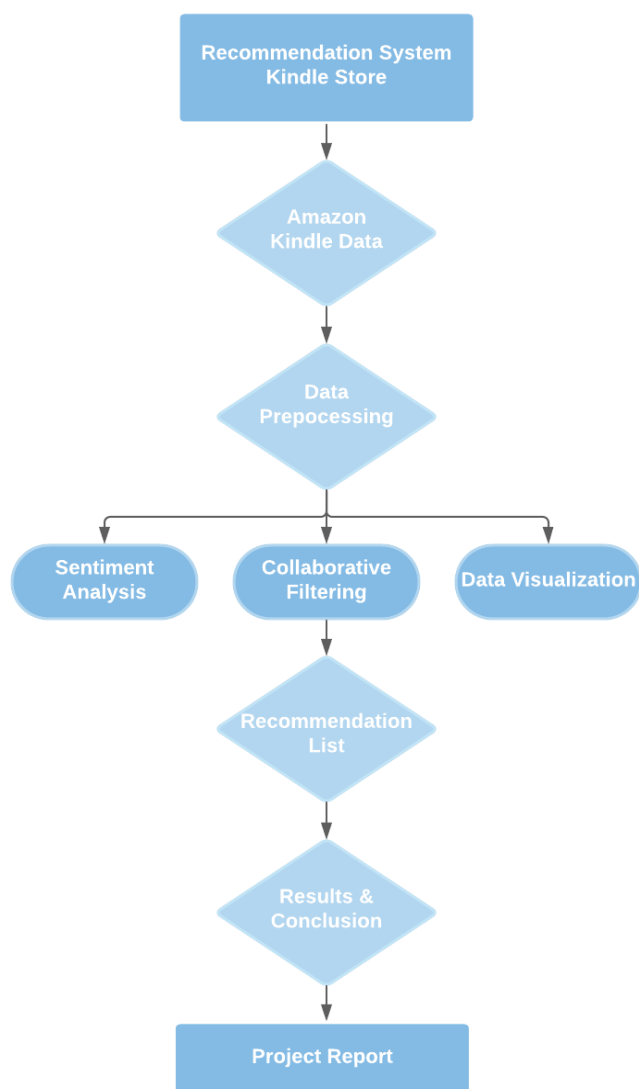 Recommendation System
Kindle Store
Amazon
Kindle Data
Data
Prepocessing
Sentiment
Analysis
Collaborative
Filtering
Data Visualization
Recommendation
List
Results &
Conclusion
Project Report